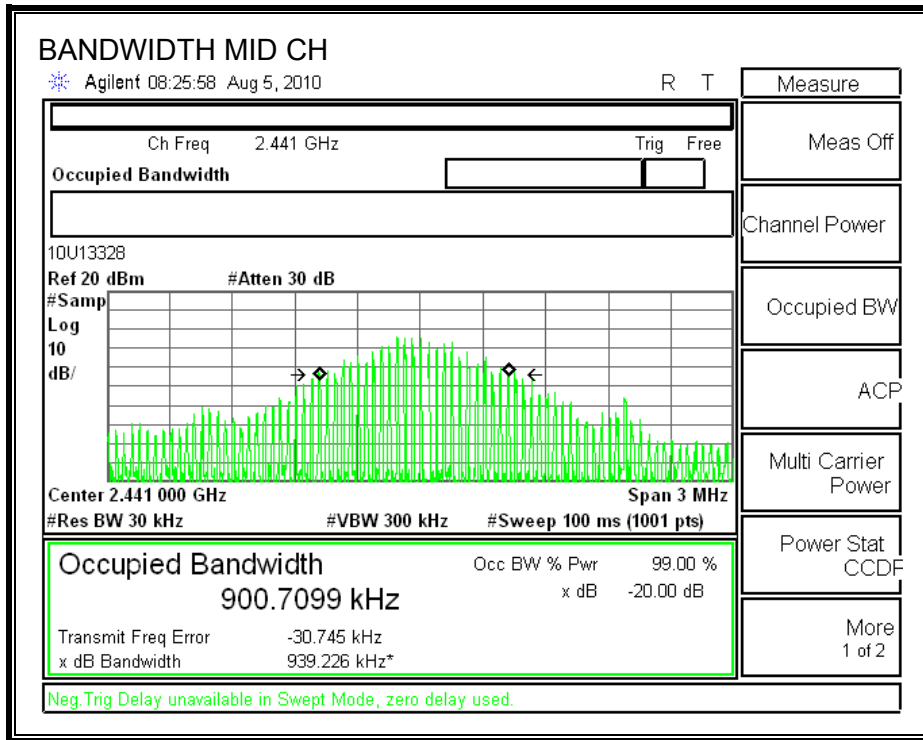 BANDWIDTH MID CH
Agilent 08:25:58 Aug 5, 2010 R T
Measure
Ch Freq 2.441 GHz Trig Free
Meas Off
Occupied Bandwidth
Channel Power
10U13328
Ref 20 dBm #Atten 30 dB
#Samp
Log
10
dB/
Occupied BW
ACP
Multi Carrier
Power
Center 2.441 000 GHz Span 3 MHz
#Res BW 30 kHz #VBW 300 kHz #Sweep 100 ms (1001 pts)
Power Stat
CCDF
Occupied Bandwidth Occ BW % Pwr 99.00 %
900.7099 kHz x dB -20.00 dB
Transmit Freq Error -30.745 kHz
x dB Bandwidth 939.226 kHz*
More
1 of 2
Neg.Trig Delay unavailable in Swept Mode, zero delay used.